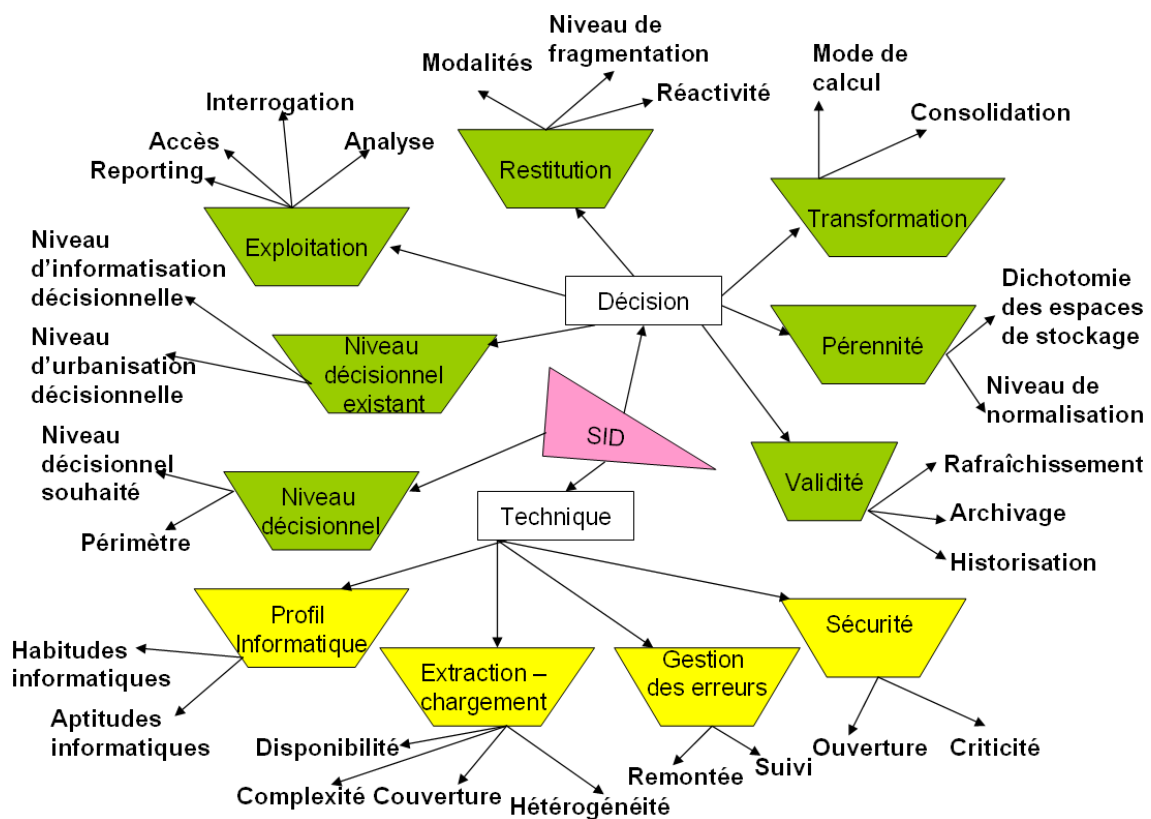 Niveau de
fragmentation
Modalités
Réactivité
Mode de
calcul
Consolidation
Interrogation
Accès
Reporting
Analyse
Restitution
Transformation
Exploitation
Niveau
d’informatisation
décisionnelle
Décision
Dichotomie
des espaces
de stockage
Niveau
d’urbanisation
décisionnelle
Niveau
décisionnel
existant
Pérennité
Niveau de
normalisation
SID
Niveau
décisionnel
souhaité
Périmètre
Niveau
décisionnel
Technique
Validité
Rafraîchissement
Archivage
Historisation
Profil
Informatique
Habitudes
informatiques
Aptitudes
informatiques
Extraction –
chargement
Gestion
des erreurs
Sécurité
Disponibilité
Complexité
Couverture
Hétérogénéité
Remontée
Suivi
Ouverture
Criticité